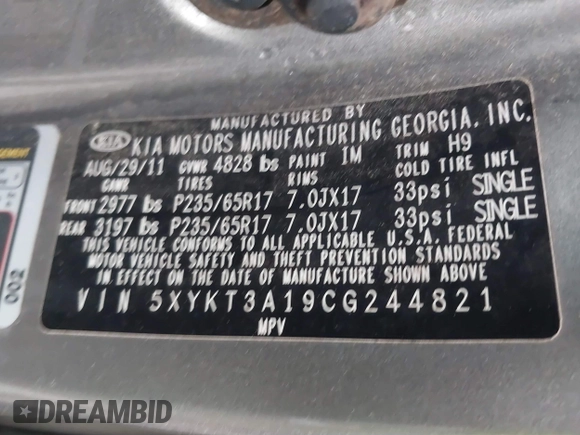 MANUFACTURED BY
KIA KIA MOTORS MANUFACTURING GEORGIA, INC.
AUG/29/11 GVWR 4828 lbs PAINT IM TRIM H9
GAWR TIRES RIMS COLD TIRE INFL
FRONT 2977 lbs P235/65R17 7.0JX17 33psi SINGLE
REAR 3197 lbs P235/65R17 7.0JX17 33psi SINGLE
THIS VEHICLE CONFORMS TO ALL APPLICABLE U.S.A. FEDERAL
MOTOR VEHICLE SAFETY AND THEFT PREVENTION STANDARDS
IN EFFECT ON THE DATE OF MANUFACTURE SHOWN ABOVE
VIN 5XYKT3A19CG244821
MPV
002
DREAMBID